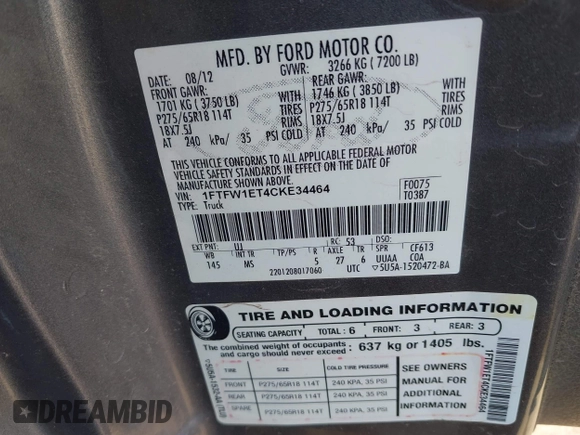 MFD. BY FORD MOTOR CO.
DATE: 08/12 GVWR: 3266 KG ( 7200 LB)
FRONT GAWR: REAR GAWR:
1701 KG ( 3750 LB) 1746 KG ( 3850 LB)
P275/65R18 114T WITH TIRES P275/65R18 114T WITH TIRES
18X7.5J RIMS 18X7.5J RIMS
AT 240 kPa/ 35 PSI COLD AT 240 kPa/ 35 PSI COLD
THIS VEHICLE CONFORMS TO ALL APPLICABLE FEDERAL MOTOR
VEHICLE SAFETY AND THEFT PREVENTION STANDARDS IN EFFECT ON THE DATE OF MANUFACTURE SHOWN ABOVE.
VIN: 1FTFW1ET4CKE34464
TYPE: Truck
F0075
T03B7
EXT PNT: UJ RC: 53 DSO:
WB INT TR TP/PS R AXLE TR CF613
145 MS 5 27 6 UUAA COA
2201208017060 UTC ▽5U5A-1520472-BA
TIRE AND LOADING INFORMATION
SEATING CAPACITY TOTAL: 6 FRONT: 3 REAR: 3
The combined weight of occupants and cargo should never exceed: 637 kg or 1405 lbs.
TIRE SIZE COLD TIRE PRESSURE
FRONT P275/65R18 114T 240 KPA, 35 PSI
REAR P275/65R18 114T 240 KPA, 35 PSI
SPARE P275/65R18 114T 240 KPA, 35 PSI
SEE OWNERS
MANUAL FOR
ADDITIONAL
INFORMATION
1FTFW1ET4CKE34464
DREAMBID